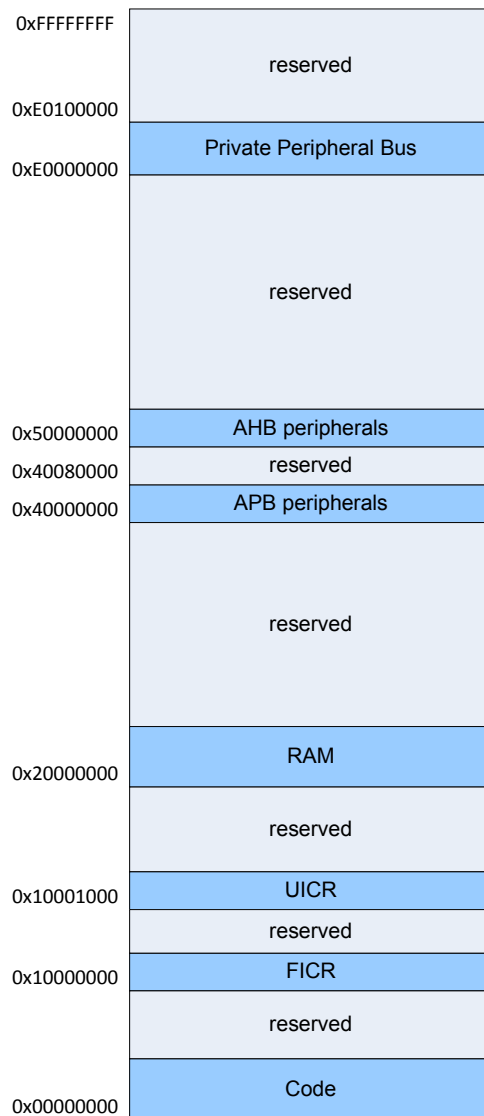 0xFFFFFFFF
reserved
0xE0100000
Private Peripheral Bus
0xE0000000
reserved
AHB peripherals
0x50000000
reserved
0x40080000
APB peripherals
0x40000000
reserved
RAM
0x20000000
reserved
UICR
0x10001000
reserved
FICR
0x10000000
reserved
Code
0x00000000